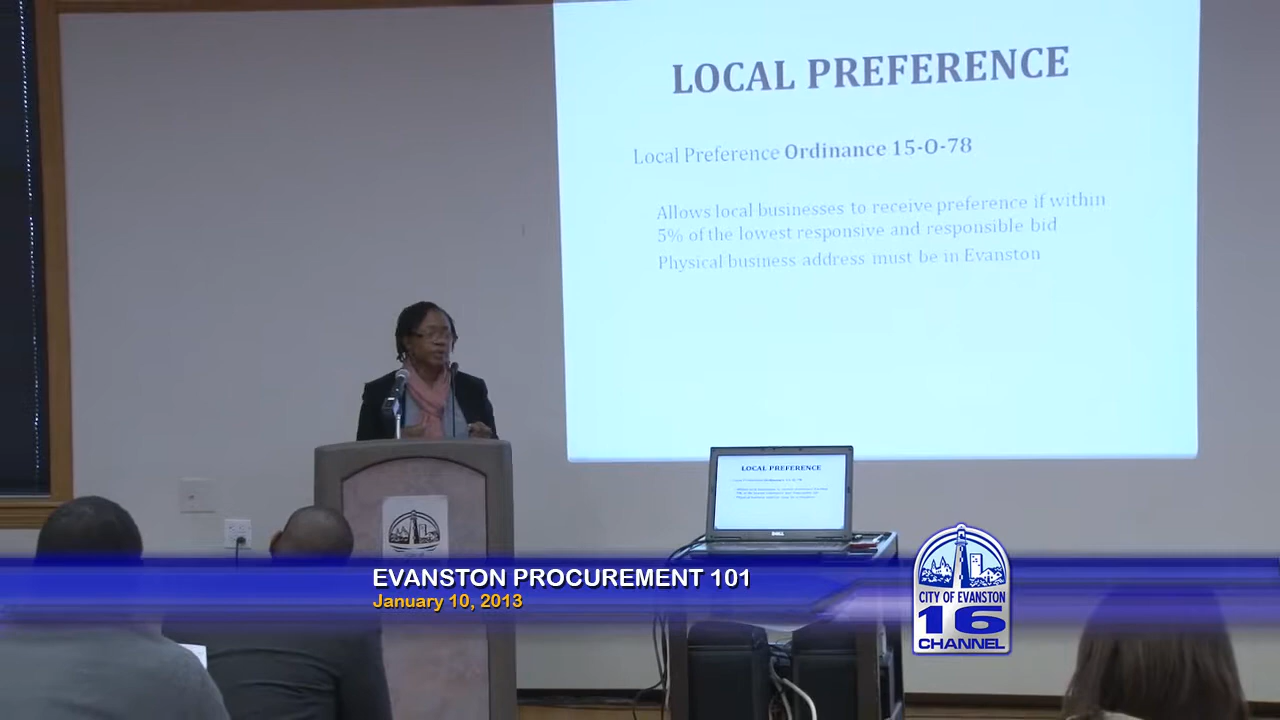 LOCAL PREFERENCE
Local Preference Ordinance 15-O-78
Allows local businesses to receive preference if within
5% of the lowest responsive and responsible bid
Physical business address must be in Evanston
LOCAL PREFERENCE
DELL
EVANSTON PROCUREMENT 101
January 10, 2013
CITY OF EVANSTON
16
CHANNEL